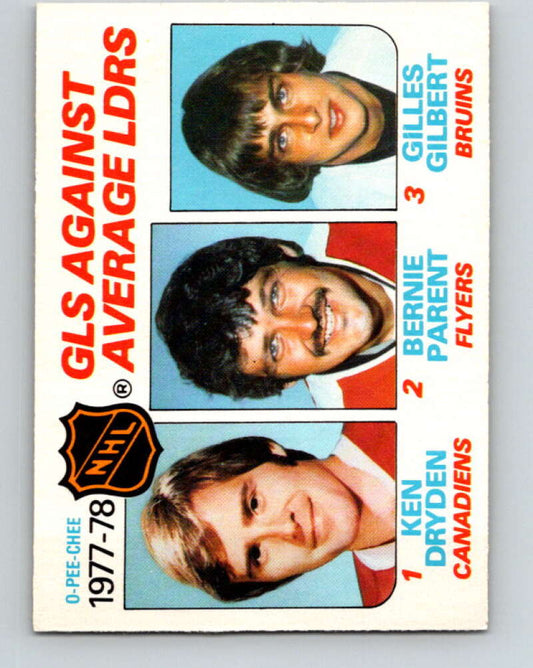 O-PEE-CHEE
1977-78
NHL
®
GLS AGAINST
AVERAGE LDRS
1 KEN
DRYDEN
CANADIENS
2 BERNIE
PARENT
FLYERS
3 GILLES
GILBERT
BRUINS